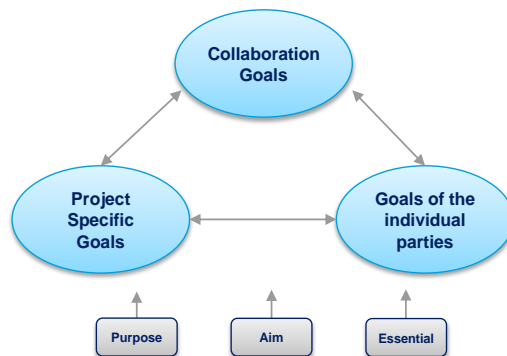 Collaboration
Goals
Project
Specific
Goals
Goals of the
individual
parties
Purpose
Aim
Essential